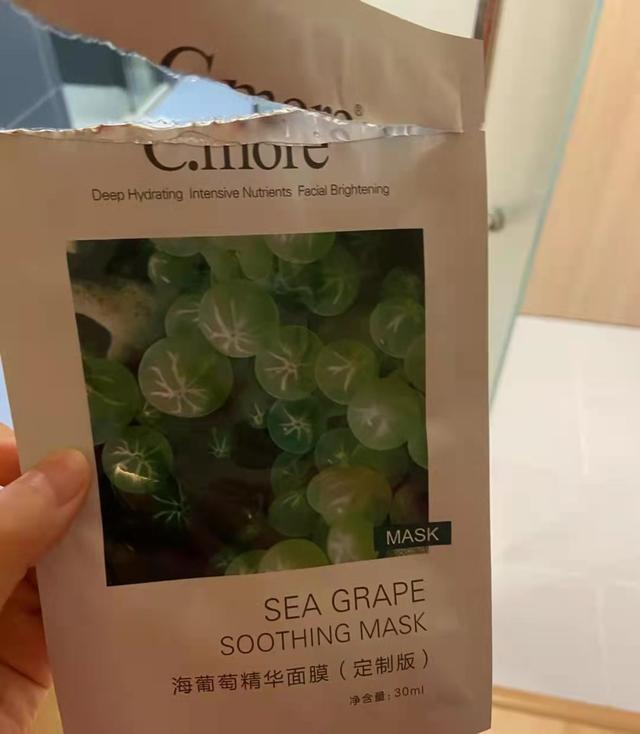 C.more®
C.more
Deep Hydrating Intensive Nutrients Facial Brightening
MASK
SEA GRAPE
SOOTHING MASK
海葡萄精华面膜（定制版）
净含量: 30ml